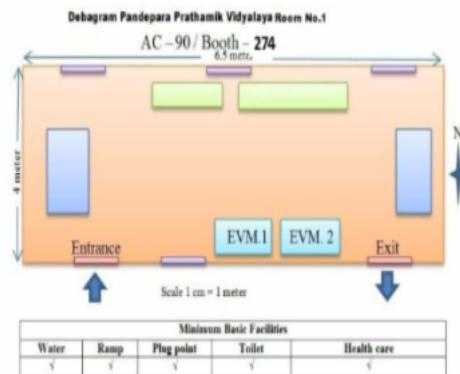 Debagram Pandepara Prathamik Vidyalaya Room No.1
AC – 90 / Booth – 274
6.5 mete.
4 meter
N
EVM.1 EVM. 2
Entrance Exit
Scale 1 cm = 1 meter
Minimum Basic Facilities
Water Ramp Plug point Toilet Health care
√ √ √ √ √